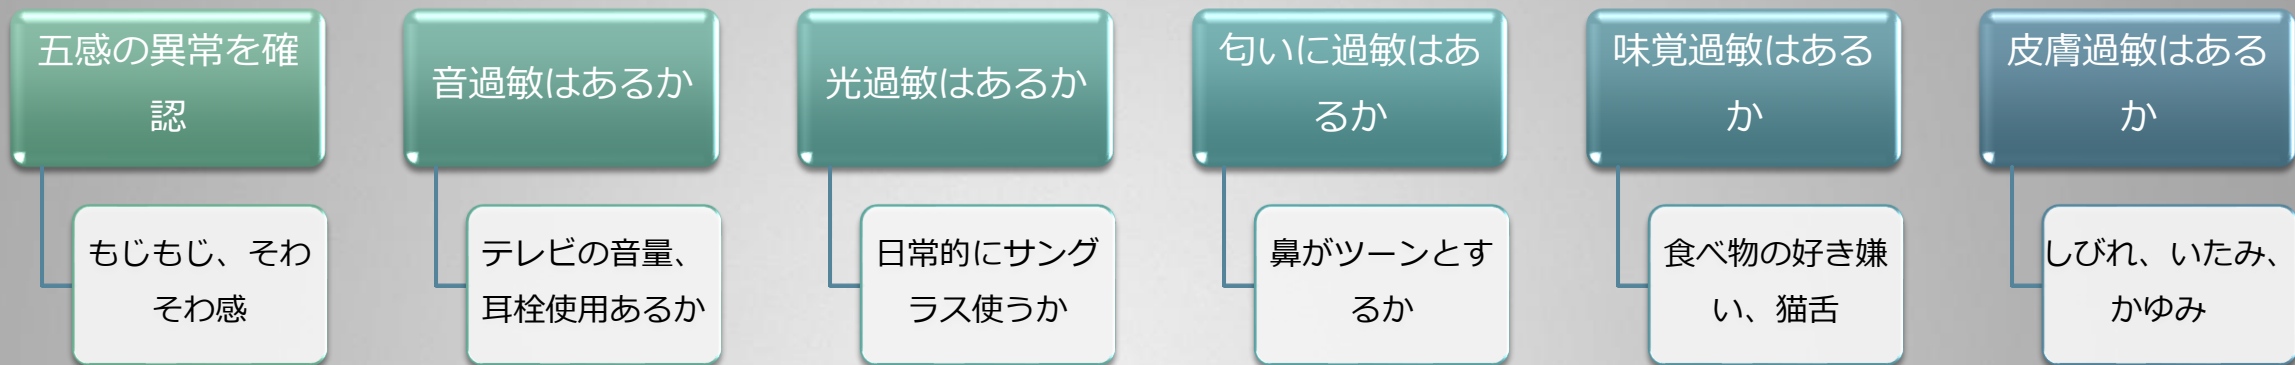 五感の異常を確
認
もじもじ、そわ
そわ感
音過敏はあるか
テレビの音量、
耳栓使用あるか
光過敏はあるか
日常的にサング
ラス使うか
匂いに過敏はあ
るか
鼻がツーンとす
るか
味覚過敏はある
か
食べ物の好き嫌
い、猫舌
皮膚過敏はある
か
しびれ、いたみ、
かゆみ